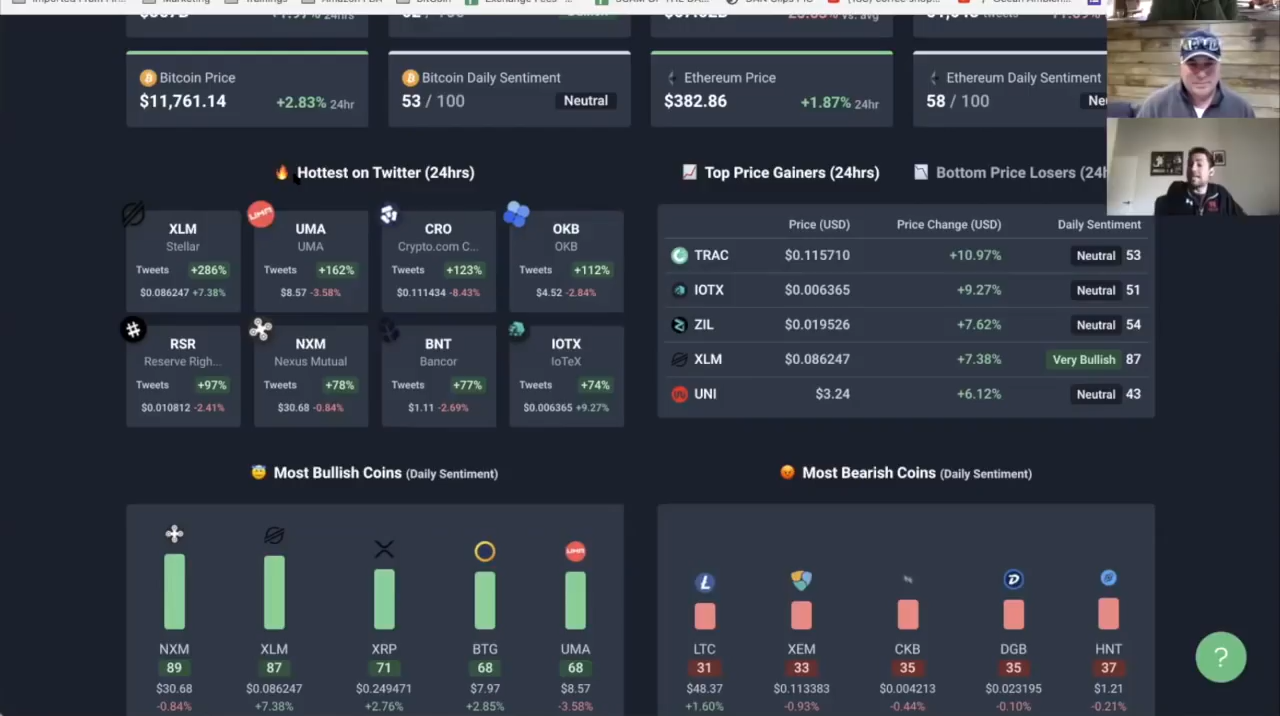 Bitcoin Price
$11,761.14 +2.83% 24hr
Bitcoin Daily Sentiment
53 / 100 Neutral
Ethereum Price
$382.86 +1.87% 24hr
Ethereum Daily Sentiment
58 / 100
Hottest on Twitter (24hrs)
XLM
Stellar
Tweets +286%
$0.086247 +7.38%
UMA
UMA
Tweets +162%
$8.57 -3.58%
CRO
Crypto.com C...
Tweets +123%
$0.111434 -8.43%
OKB
OKB
Tweets +112%
$4.52 -2.84%
RSR
Reserve Righ...
Tweets +97%
$0.010812 -2.41%
NXM
Nexus Mutual
Tweets +78%
$30.68 -0.84%
BNT
Bancor
Tweets +77%
$1.11 -2.69%
IOTX
IoTeX
Tweets +74%
$0.006365 +9.27%
Top Price Gainers (24hrs) Bottom Price Losers (24h
Price (USD) Price Change (USD) Daily Sentiment
TRAC $0.115710 +10.97% Neutral 53
IOTX $0.006365 +9.27% Neutral 51
ZIL $0.019526 +7.62% Neutral 54
XLM $0.086247 +7.38% Very Bullish 87
UNI $3.24 +6.12% Neutral 43
Most Bullish Coins (Daily Sentiment)
UMA
NXM XLM XRP BTG UMA
89 87 71 68 68
$30.68 $0.086247 $0.249471 $7.97 $8.57
-0.84% +7.38% +2.76% +2.85% -3.58%
Most Bearish Coins (Daily Sentiment)
LTC XEM CKB DGB HNT
31 33 35 35 37
$48.37 $0.113383 $0.004213 $0.023195 $1.21
+1.60% -0.93% -0.44% -0.10% -0.21%
?